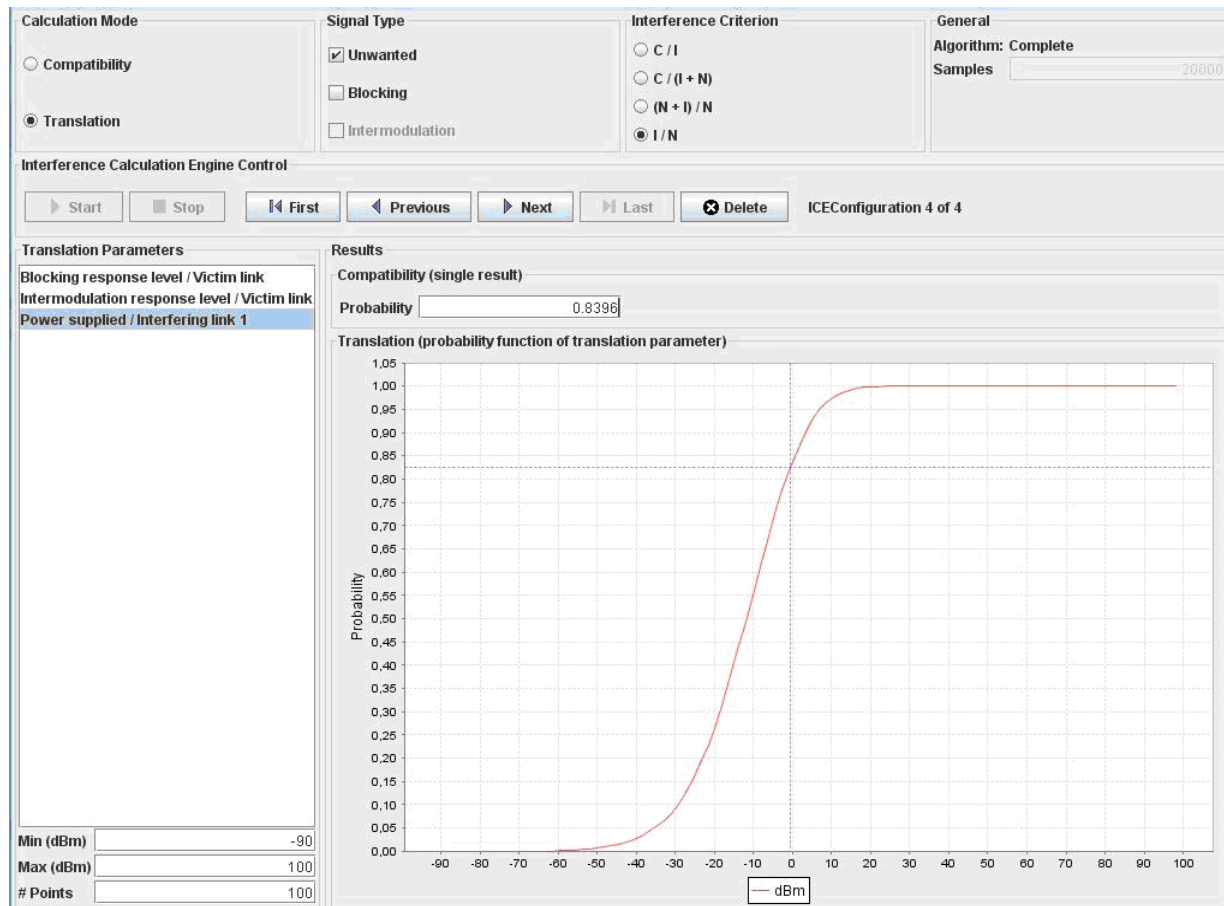 Calculation Mode
Compatibility
Translation
Signal Type
Unwanted
Blocking
Intermodulation
Interference Criterion
C / I
C / (I + N)
(N + I) / N
I / N
General
Algorithm: Complete
Samples 20000
Interference Calculation Engine Control
Start Stop First Previous Next Last Delete ICEConfiguration 4 of 4
Translation Parameters
Blocking response level / Victim link
Intermodulation response level / Victim link
Power supplied / Interfering link 1
Min (dBm) -90
Max (dBm) 100
# Points 100
Results
Compatibility (single result)
Probability 0.8396
Translation (probability function of translation parameter)
Probability
1,05
1,00
0,95
0,90
0,85
0,80
0,75
0,70
0,65
0,60
0,55
0,50
0,45
0,40
0,35
0,30
0,25
0,20
0,15
0,10
0,05
0,00
-90 -80 -70 -60 -50 -40 -30 -20 -10 0 10 20 30 40 50 60 70 80 90 100
dBm